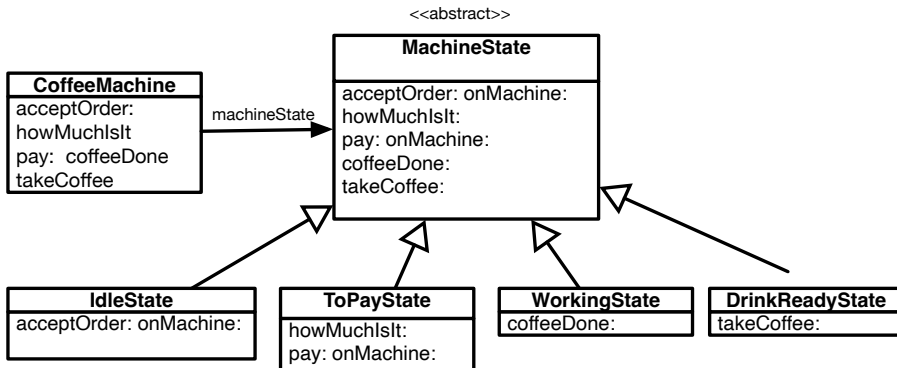 <<abstract>>
MachineState
acceptOrder: onMachine:
howMuchIsIt:
pay: onMachine:
coffeeDone:
takeCoffee:
CoffeeMachine
acceptOrder:
howMuchIsIt
pay: coffeeDone
takeCoffee
machineState
IdleState
acceptOrder: onMachine:
ToPayState
howMuchIsIt:
pay: onMachine:
WorkingState
coffeeDone:
DrinkReadyState
takeCoffee: